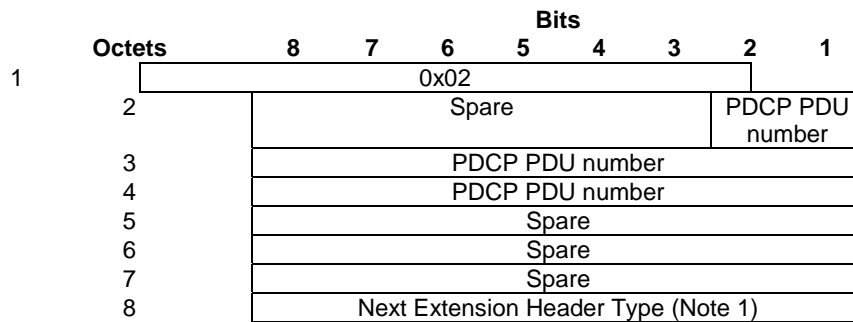 Bits
Octets 8 7 6 5 4 3 2 1
1 0x02
2 Spare PDCP PDU
number
3 PDCP PDU number
4 PDCP PDU number
5 Spare
6 Spare
7 Spare
8 Next Extension Header Type (Note 1)